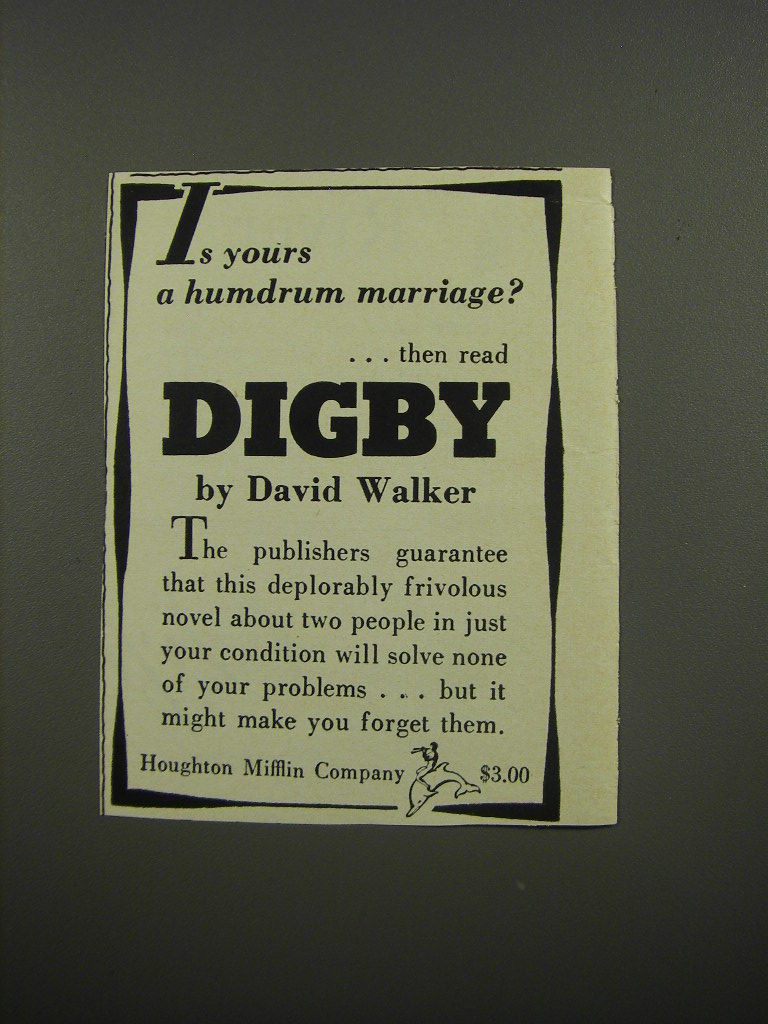 Is yours
a humdrum marriage?
... then read
DIGBY
by David Walker
The publishers guarantee
that this deplorably frivolous
novel about two people in just
your condition will solve none
of your problems ... but it
might make you forget them.
Houghton Mifflin Company $3.00